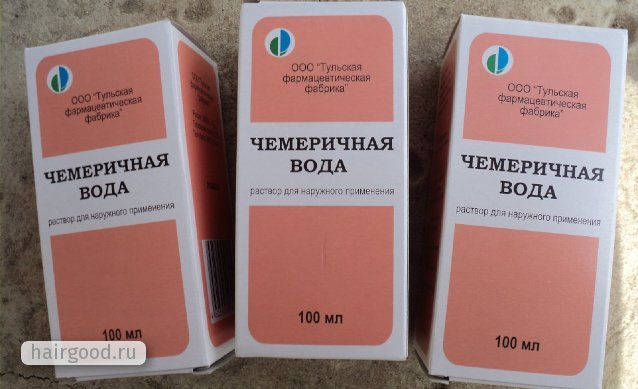 ООО "Тульская
фармацевтическая
фабрика"
ЧЕМЕРИЧНАЯ
ВОДА
раствор для наружного применения
100 мл
ООО "Тульская
фармацевтическая
фабрика"
ЧЕМЕРИЧНАЯ
ВОДА
раствор для наружного применения
100 мл
ООО "Тульская
фармацевтическая
фабрика"
ЧЕМЕРИЧНАЯ
ВОДА
раствор для наружного применения
100 мл
hairgood.ru